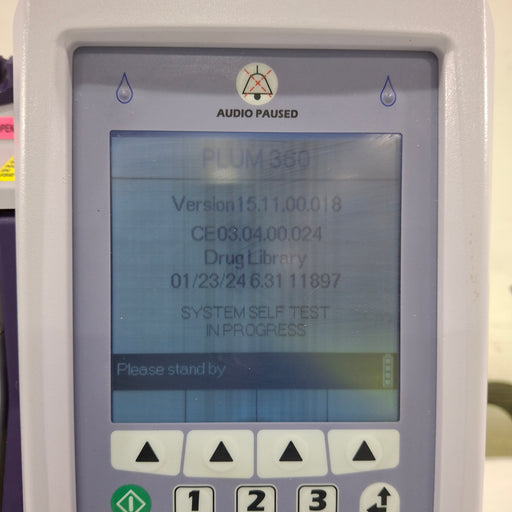 AUDIO PAUSED
PLUM 360
Version 15.11.00.018
CE 03.04.00.024
Drug Library
01/23/24 6.31 11897
SYSTEM SELF TEST
IN PROGRESS
Please stand by
1 2 3